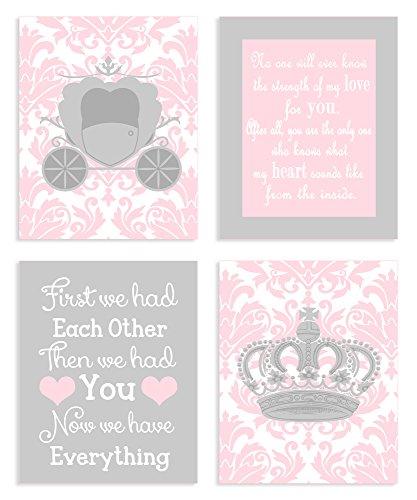 No one will ever know
the strength of my love
for you.
After all, you are the only one
who knows what
my heart sounds like
from the inside.
First we had
Each Other
Then we had
You
Now we have
Everything